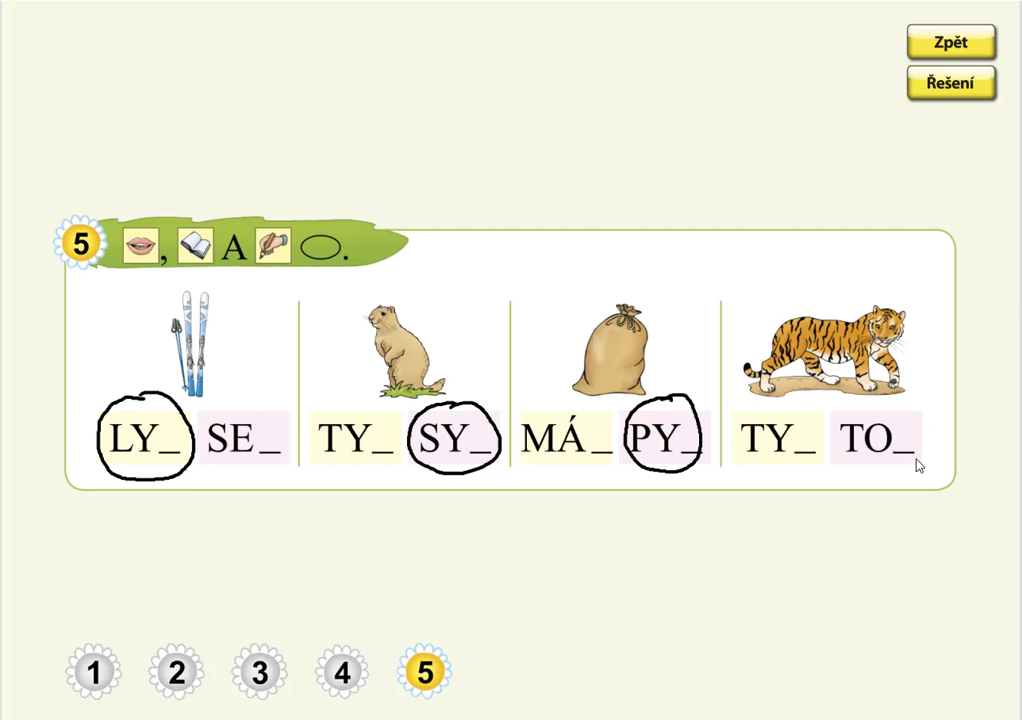 Zpět
Řešení
5 , A .
LY_ SE_ TY_ SY_ MÁ_ PY_ TY_ TO_
1 2 3 4 5